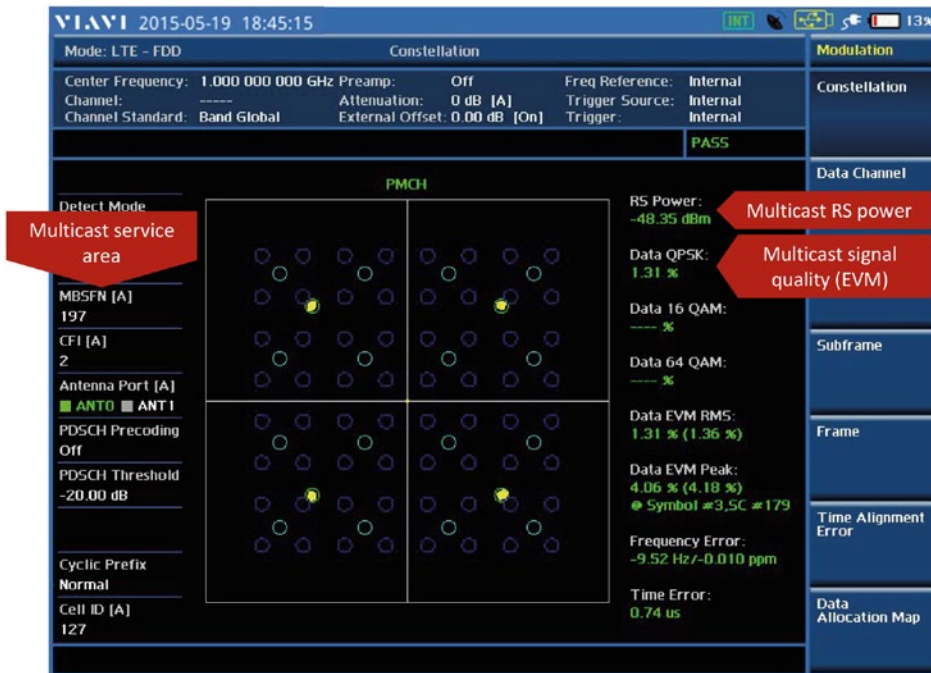 VIAVI 2015-05-19 18:45:15
INT
13%
Mode: LTE - FDD
Constellation
Modulation
Center Frequency: 1.000 000 000 GHz
Preamp: Off
Freq Reference: Internal
Channel: -----
Attenuation: 0 dB [A]
Trigger Source: Internal
Channel Standard: Band Global
External Offset: 0.00 dB [On]
Trigger: Internal
PASS
Constellation
Data Channel
Subframe
Frame
Time Alignment
Error
Data
Allocation Map
PMCH
Detect Mode
Multicast service
area
MBSFN [A]
197
CFI [A]
2
Antenna Port [A]
ANT0 ANT1
PDSCH Precoding
Off
PDSCH Threshold
-20.00 dB
Cyclic Prefix
Normal
Cell ID [A]
127
RS Power:
-48.35 dBm
Multicast RS power
Data QPSK:
1.31 %
Multicast signal
quality (EVM)
Data 16 QAM:
---- %
Data 64 QAM:
---- %
Data EVM RMS:
1.31 % (1.36 %)
Data EVM Peak:
4.06 % (4.18 %)
@ Symbol #3,SC #179
Frequency Error:
-9.52 Hz/-0.010 ppm
Time Error:
0.74 us